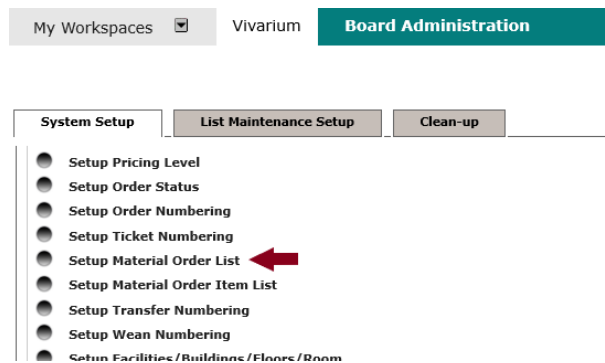 My Workspaces Vivarium Board Administration
System Setup List Maintenance Setup Clean-up
Setup Pricing Level
Setup Order Status
Setup Order Numbering
Setup Ticket Numbering
Setup Material Order List
Setup Material Order Item List
Setup Transfer Numbering
Setup Wean Numbering
Setup Facilities/Buildings/Floors/Room